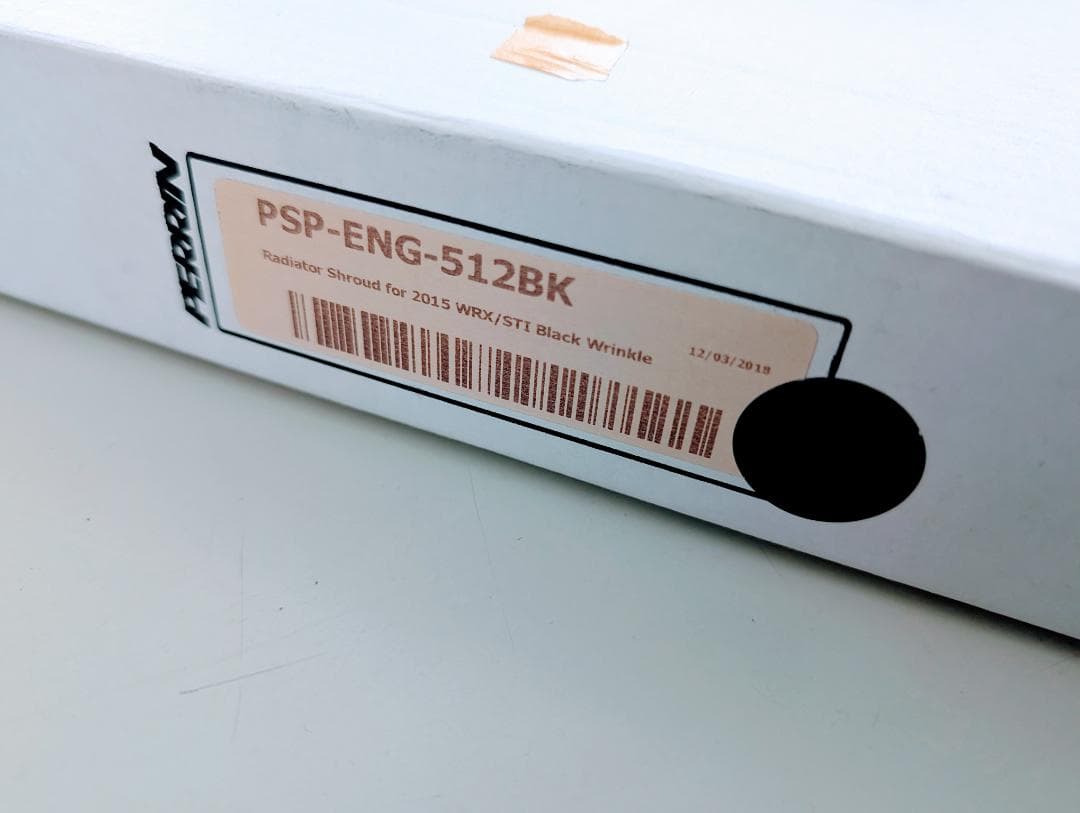 PERRIN
PSP-ENG-512BK
Radiator Shroud for 2015 WRX/STI Black Wrinkle
12/03/2018